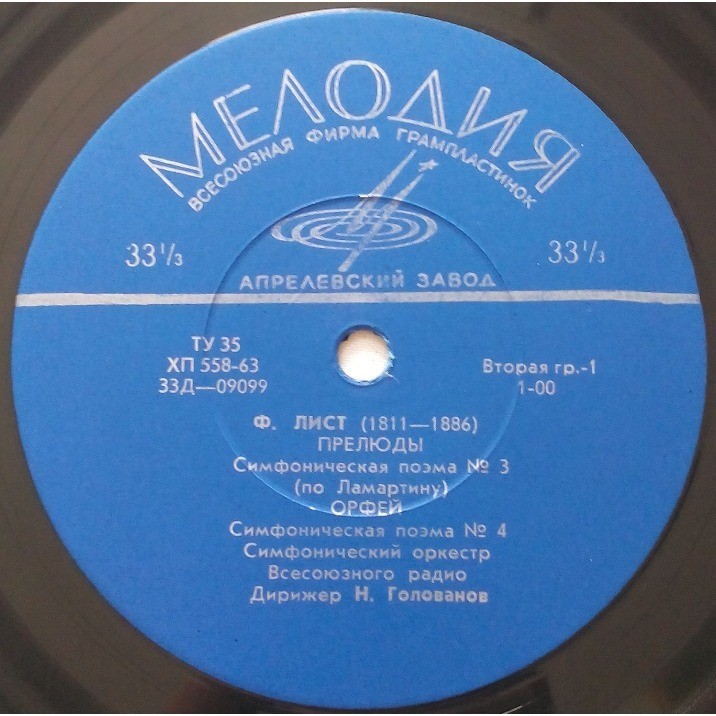 МЕЛОДИЯ
ВСЕСОЮЗНАЯ ФИРМА ГРАМПЛАСТИНОК
33⅓ 33⅓
АПРЕЛЕВСКИЙ ЗАВОД
ТУ 35
ХП 558-63
33Д—09099
Вторая гр.-1
1-00
Ф. ЛИСТ (1811—1886)
ПРЕЛЮДЫ
Симфоническая поэма № 3
(по Ламартину)
ОРФЕЙ
Симфоническая поэма № 4
Симфонический оркестр
Всесоюзного радио
Дирижер Н. Голованов